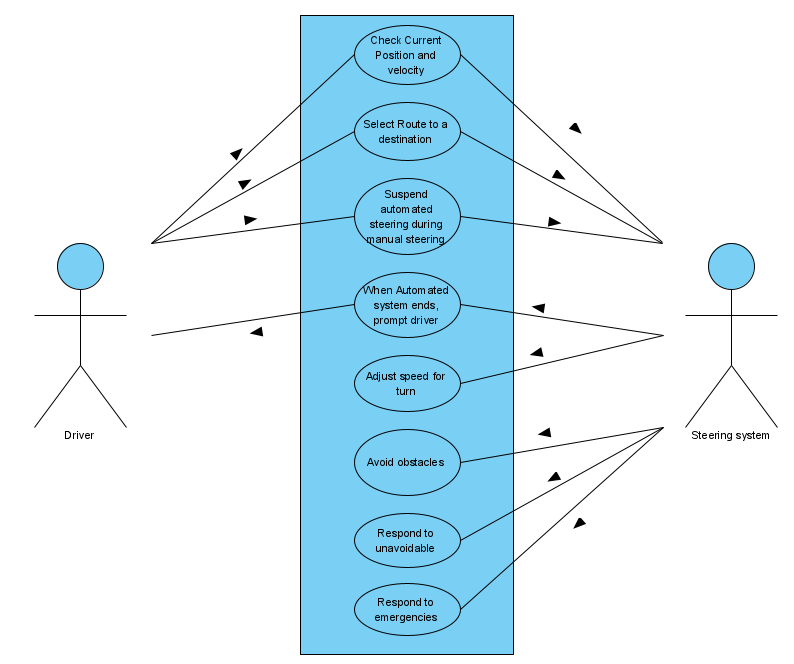 Check Current
Position and
velocity
Select Route to a
destination
Suspend
automated
steering during
manual steering
When Automated
system ends,
prompt driver
Adjust speed for
turn
Driver
Steering system
Avoid obstacles
Respond to
unavoidable
Respond to
emergencies